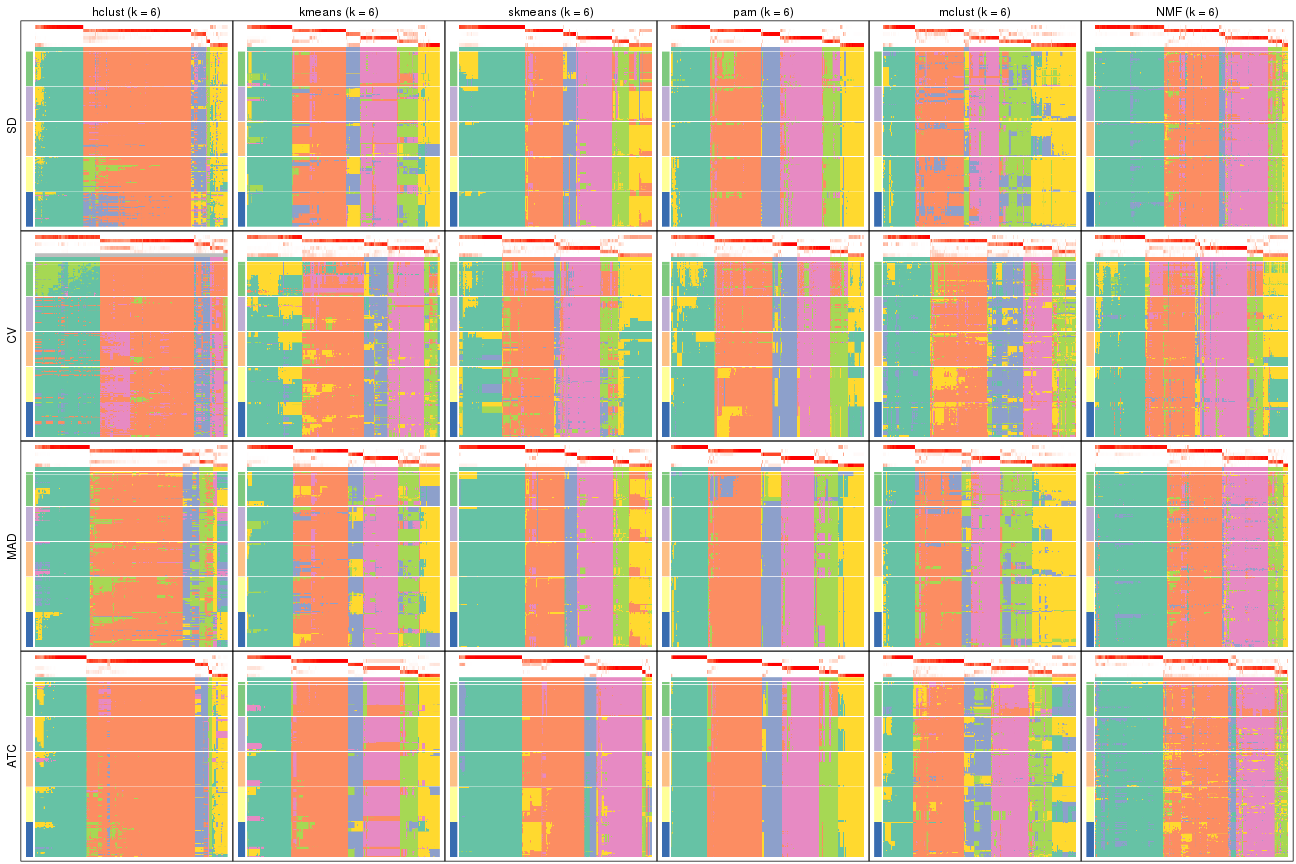 hclust (k = 6) kmeans (k = 6) skmeans (k = 6) pam (k = 6) mclust (k = 6) NMF (k = 6)
SD
CV
MAD
ATC